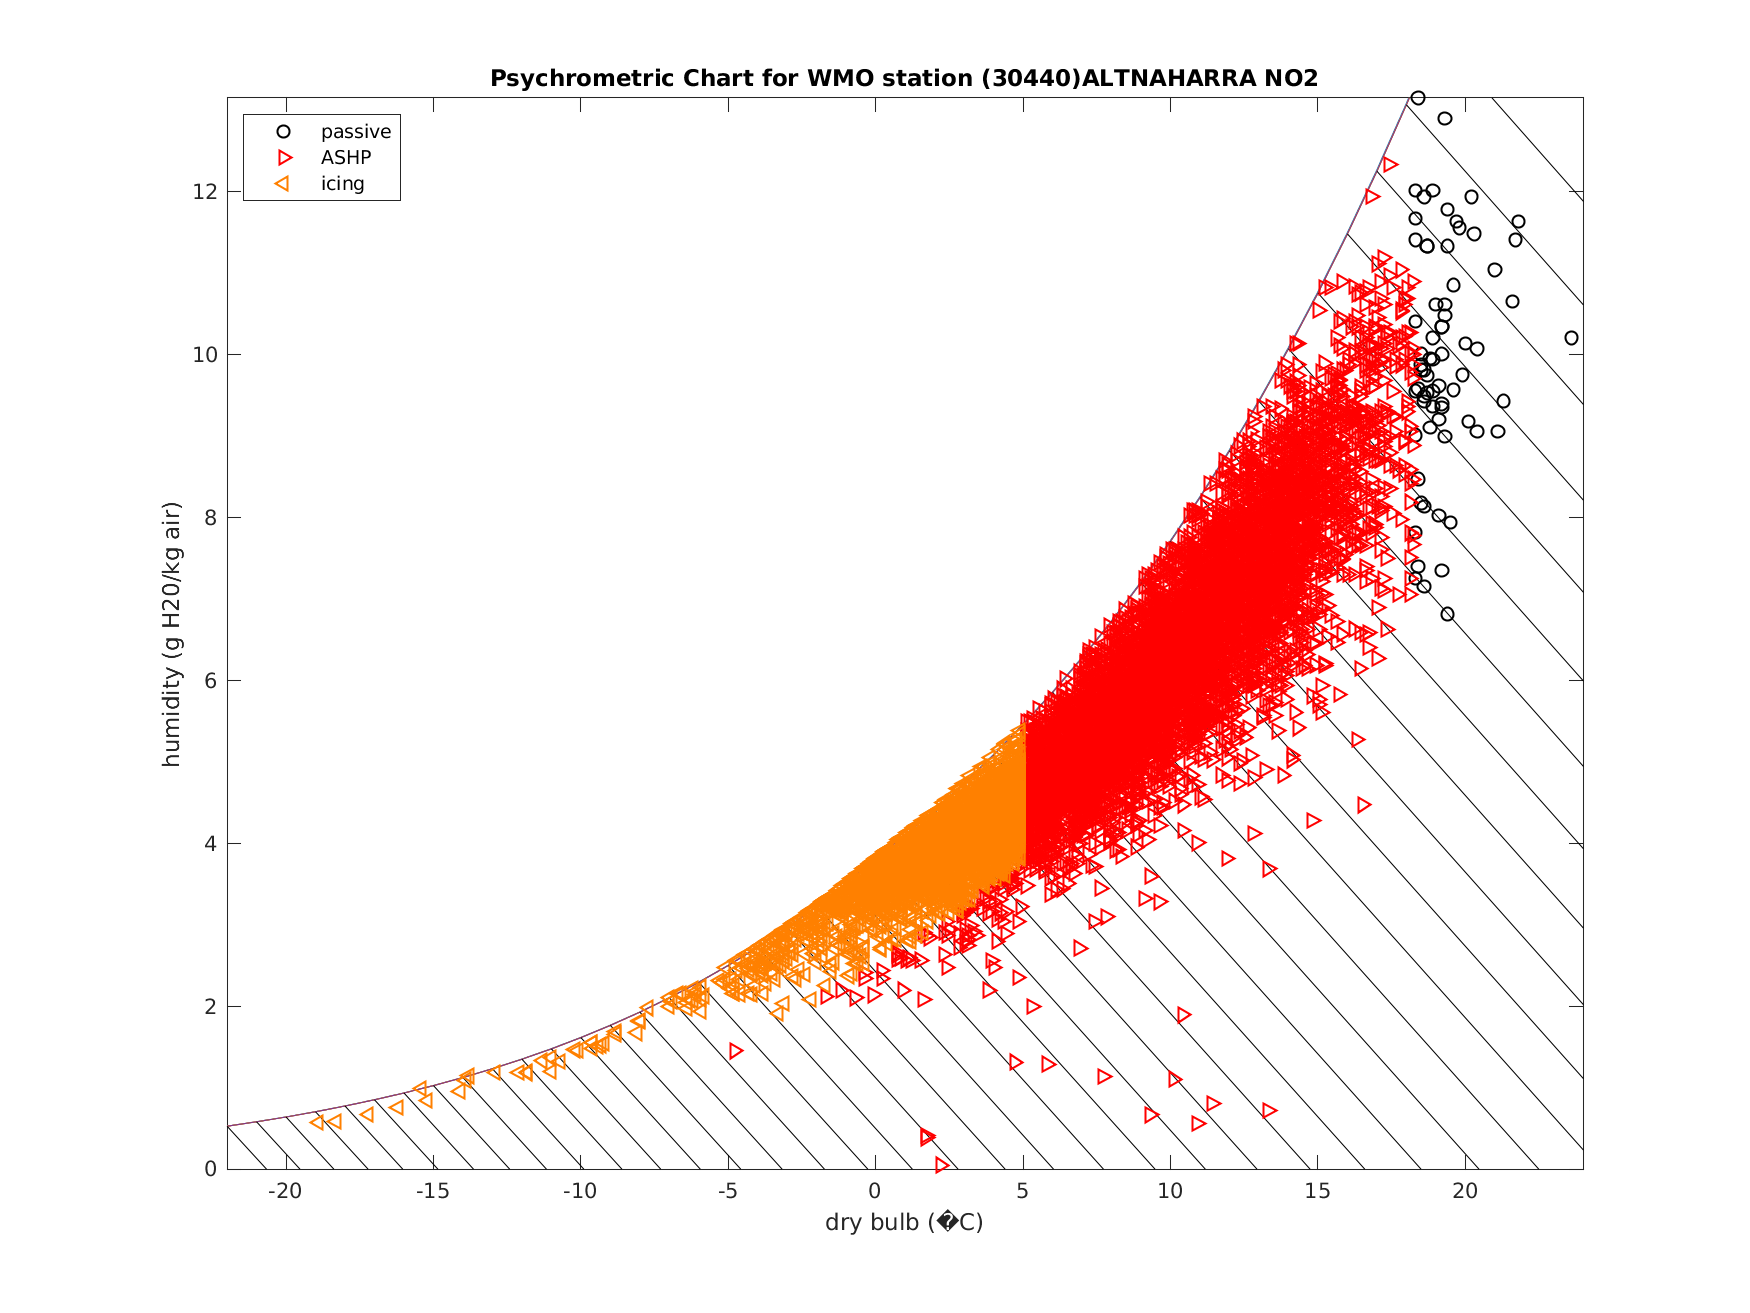 Psychrometric Chart for WMO station (30440)ALTNAHARRA NO2
passive
ASHP
icing
humidity (g H20/kg air)
12
10
8
6
4
2
0
-20 -15 -10 -5 0 5 10 15 20
dry bulb (�C)